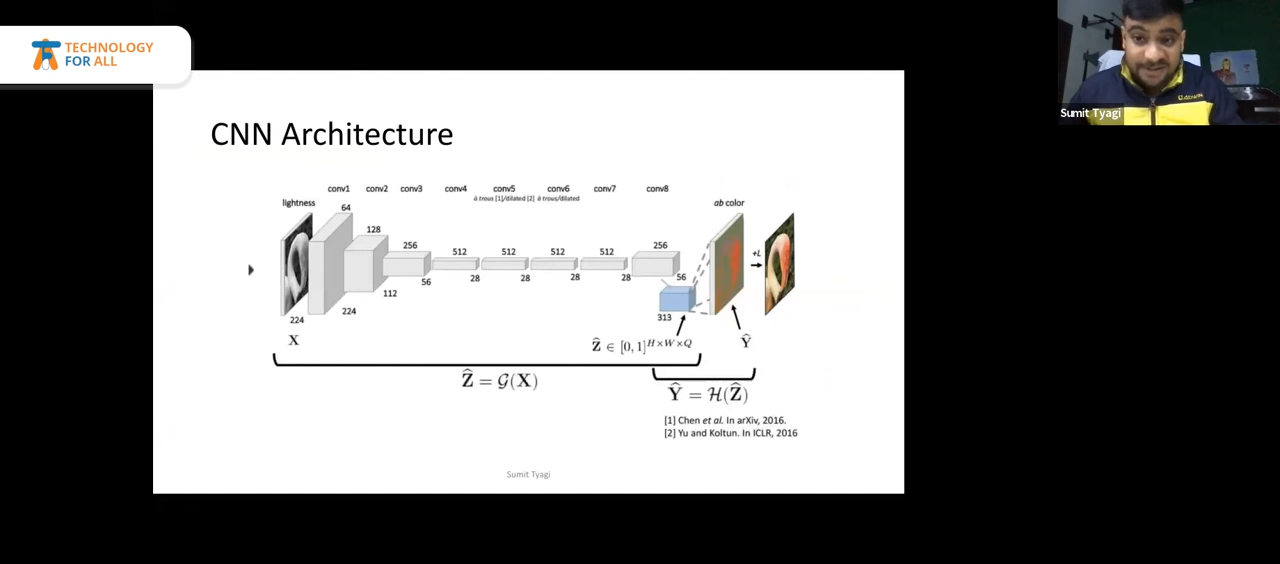 TECHNOLOGY
FOR ALL
Sumit Tyagi
CNN Architecture
conv1 conv2 conv3 conv4 conv5 conv6 conv7 conv8
à trous [1]/dilated [2] à trous/dilated
lightness
ab color
64
128
256
512
512
512
512
256
+L
28
28
28
28
56
56
112
224
224
313
X
Ẑ ∈ [0, 1]^{H×W×Q}
Ŷ
Ẑ = 𝒢(X)
Ŷ = ℋ(Ẑ)
[1] Chen et al. In arXiv, 2016.
[2] Yu and Koltun. In ICLR, 2016
Sumit Tyagi